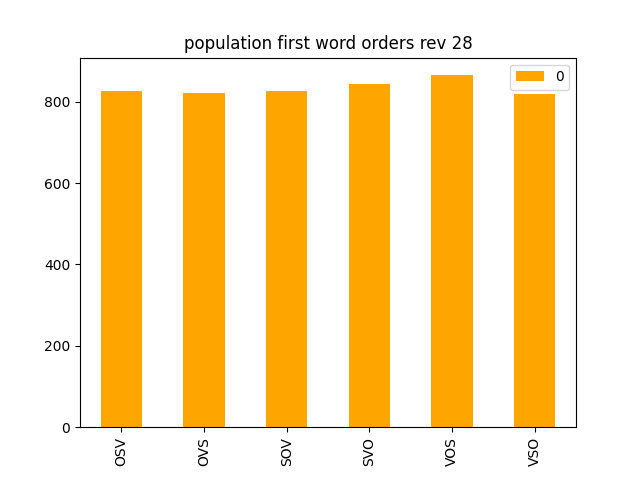 population first word orders rev 28
0
800
600
400
200
0
OSV
OVS
SOV
SVO
VOS
VSO